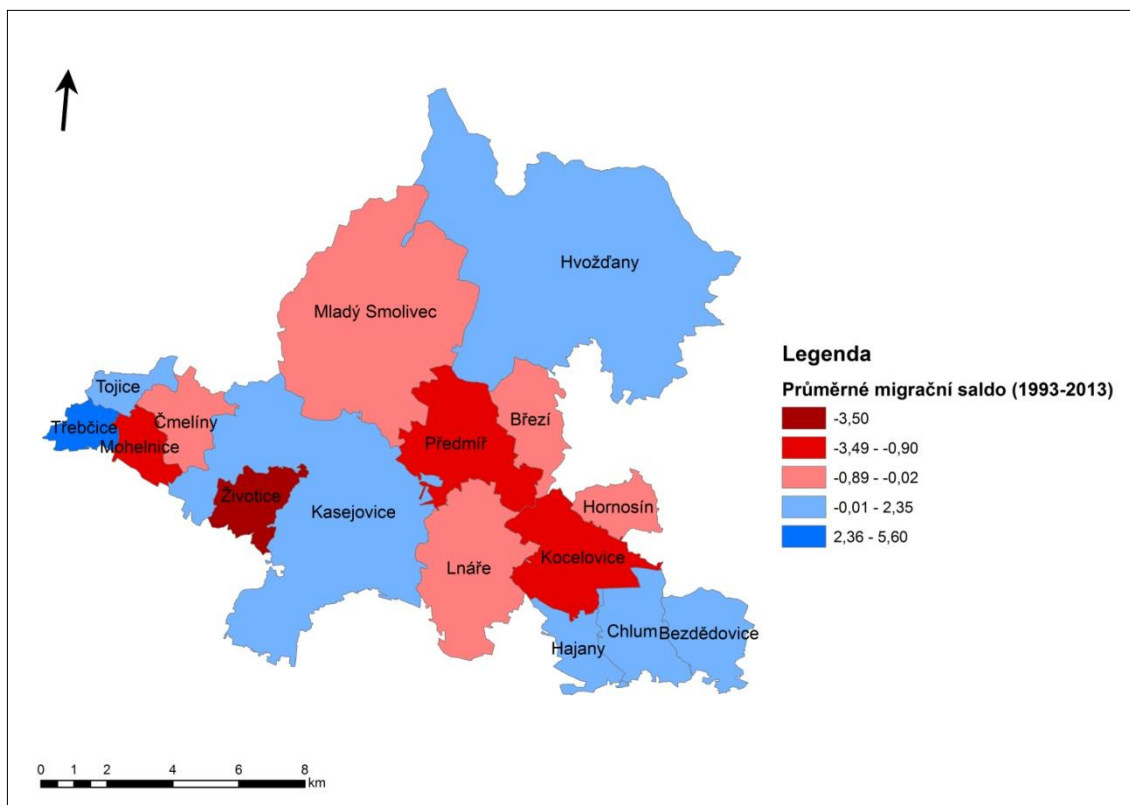 Hvožďany
Mladý Smolivec
Tojice
Třebčice
Čmelíny
Mohelnice
Březí
Předmíř
Životice
Kasejovice
Hornosín
Kocelovice
Lnáře
Chlum
Bezdědovice
Hajany
Legenda
Průměrné migrační saldo (1993-2013)
-3,50
-3,49 - -0,90
-0,89 - -0,02
-0,01 - 2,35
2,36 - 5,60
0 1 2 4 6 8
km